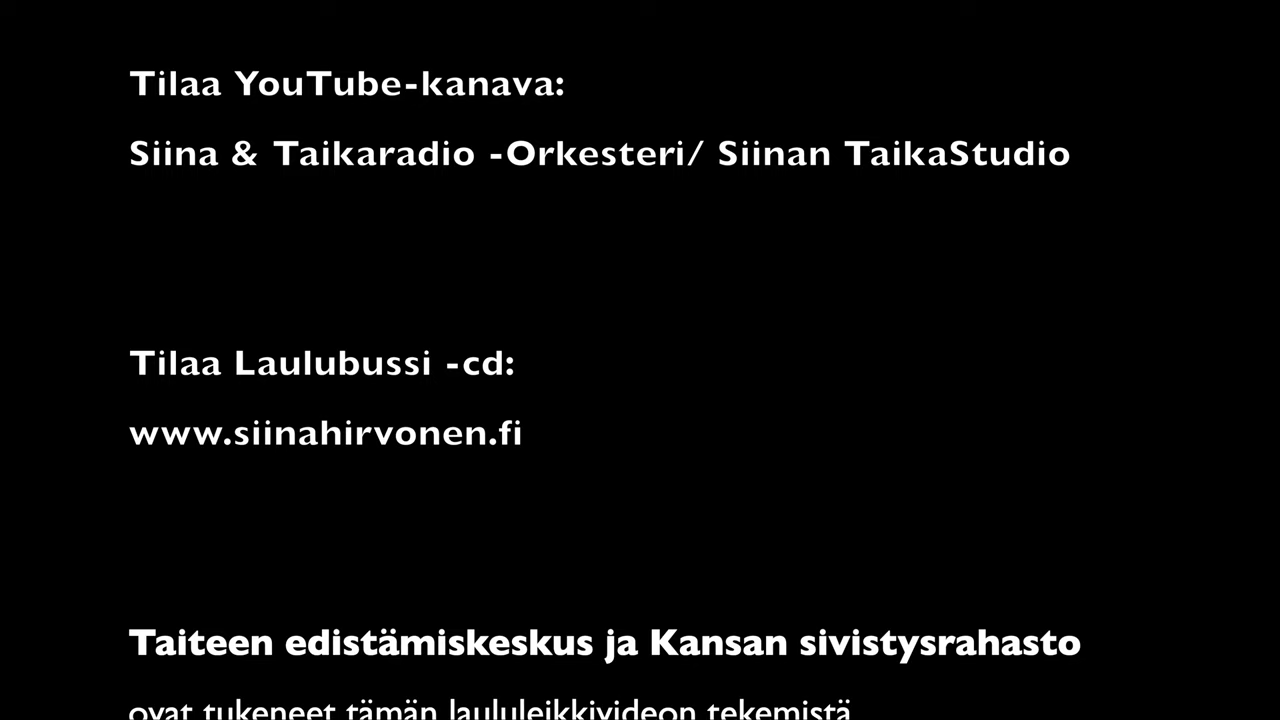 Tilaa YouTube-kanava:
Siina & Taikaradio -Orkesteri/ Siinan TaikaStudio
Tilaa Laulubussi -cd:
www.siinahirvonen.fi
Taiteen edistämiskeskus ja Kansan sivistysrahasto
ovat tukeneet tämän laululeikkivideon tekemistä